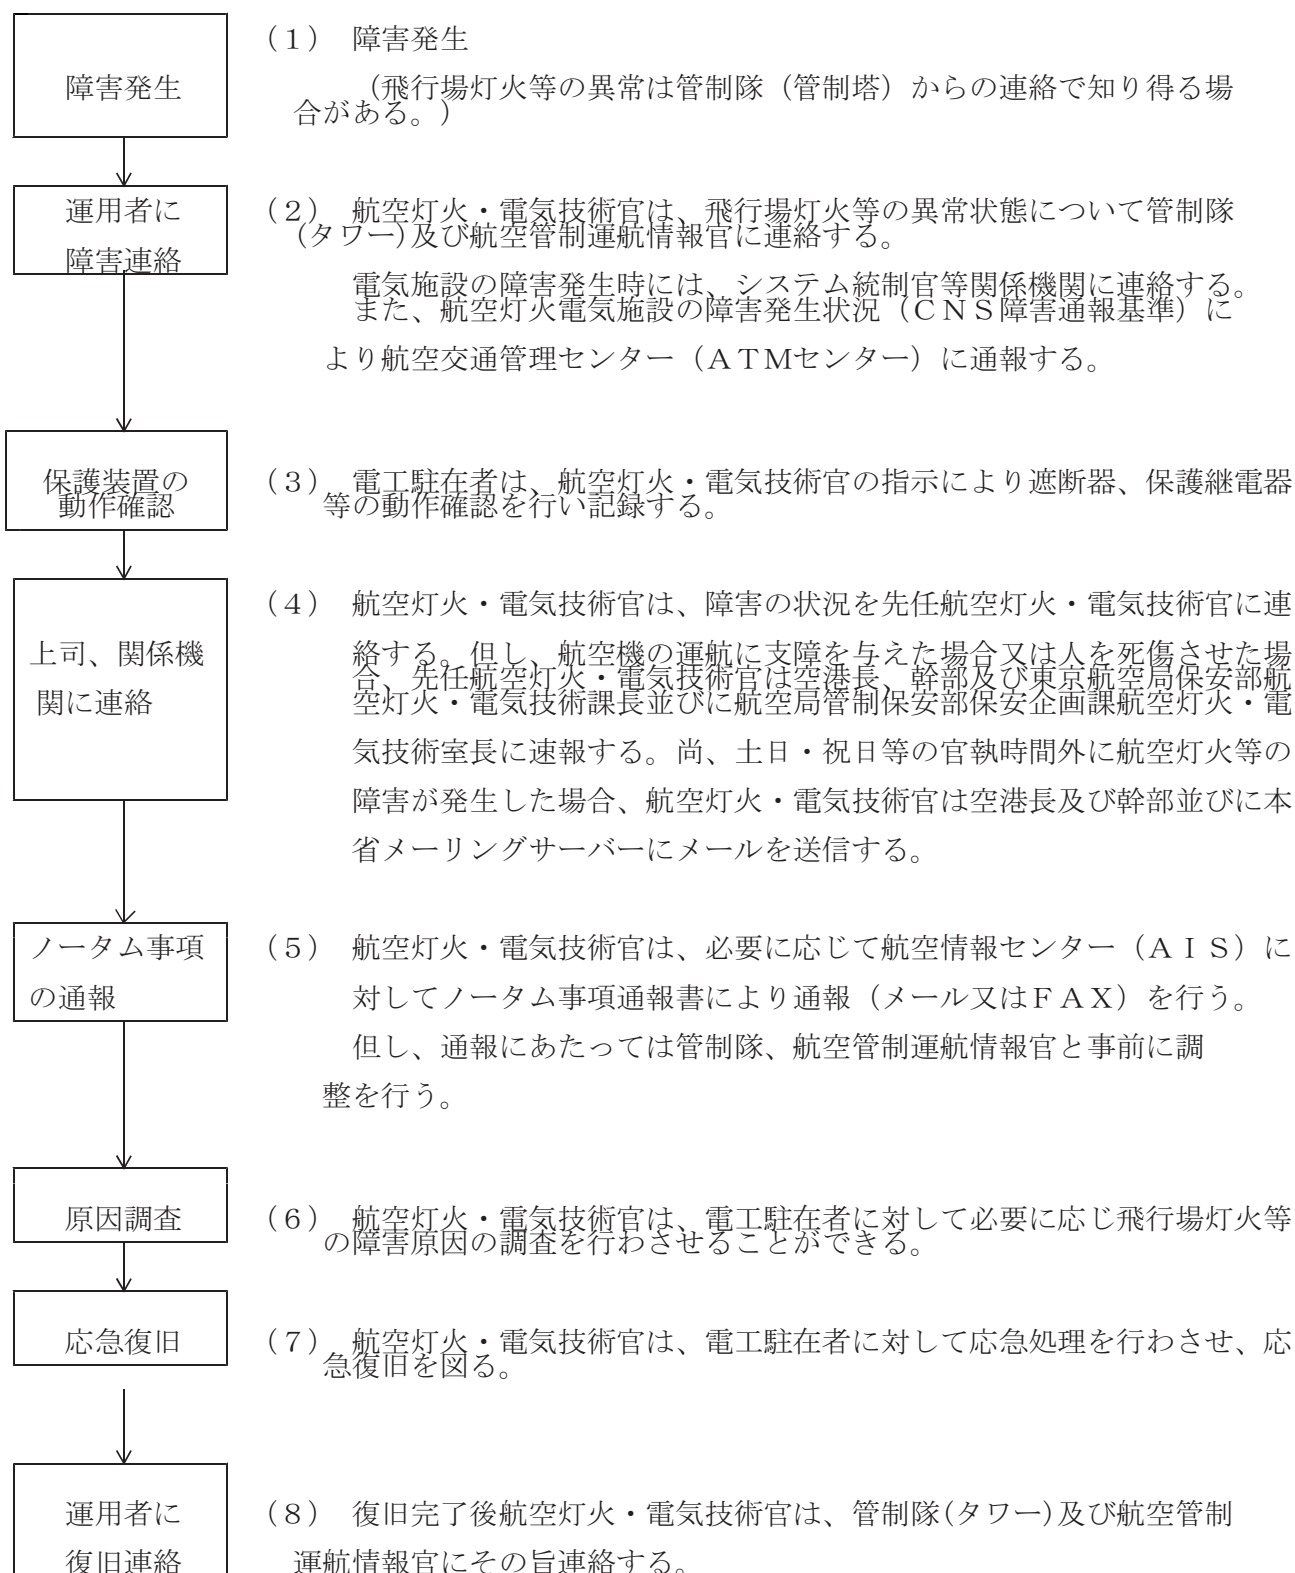 障害発生
(1) 障害発生
(飛行場灯火等の異常は管制隊（管制塔）からの連絡で知り得る場
合がある。)
運用者に
障害連絡
(2) 航空灯火・電気技術官は、飛行場灯火等の異常状態について管制隊
(タワー)及び航空管制運航情報官に連絡する。
電気施設の障害発生時には、システム統制官等関係機関に連絡する。
また、航空灯火電気施設の障害発生状況（ＣＮＳ障害通報基準）に
より航空交通管理センター（ＡＴＭセンター）に通報する。
保護装置の
動作確認
(3) 電工駐在者は、航空灯火・電気技術官の指示により遮断器、保護継電器
等の動作確認を行い記録する。
上司、関係機
関に連絡
(4) 航空灯火・電気技術官は、障害の状況を先任航空灯火・電気技術官に連
絡する。但し、航空機の運航に支障を与えた場合又は人を死傷させた場
合、先任航空灯火・電気技術官は空港長、幹部及び東京航空局保安部航
空灯火・電気技術課長並びに航空局管制保安部保安企画課航空灯火・電
気技術室長に速報する。尚、土日・祝日等の官執時間外に航空灯火等の
障害が発生した場合、航空灯火・電気技術官は空港長及び幹部並びに本
省メーリングサーバーにメールを送信する。
ノータム事項
の通報
(5) 航空灯火・電気技術官は、必要に応じて航空情報センター（ＡＩＳ）に
対してノータム事項通報書により通報（メール又はＦＡＸ）を行う。
但し、通報にあたっては管制隊、航空管制運航情報官と事前に調
整を行う。
原因調査
(6) 航空灯火・電気技術官は、電工駐在者に対して必要に応じ飛行場灯火等
の障害原因の調査を行わさせることができる。
応急復旧
(7) 航空灯火・電気技術官は、電工駐在者に対して応急処理を行わさせ、応
急復旧を図る。
運用者に
復旧連絡
(8) 復旧完了後航空灯火・電気技術官は、管制隊(タワー)及び航空管制
運航情報官にその旨連絡する。